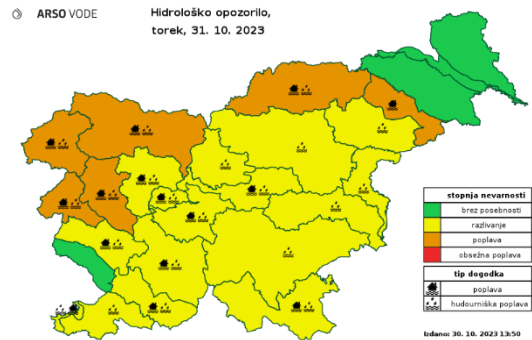 ARSO VODE
Hidrološko opozorilo,
torek, 31. 10. 2023
stopnja nevarnosti
brez posebnosti
razlivanje
poplava
obsežna poplava
tip dogodka
poplava
hudourniška poplava
Izdano: 30. 10. 2023 13:50